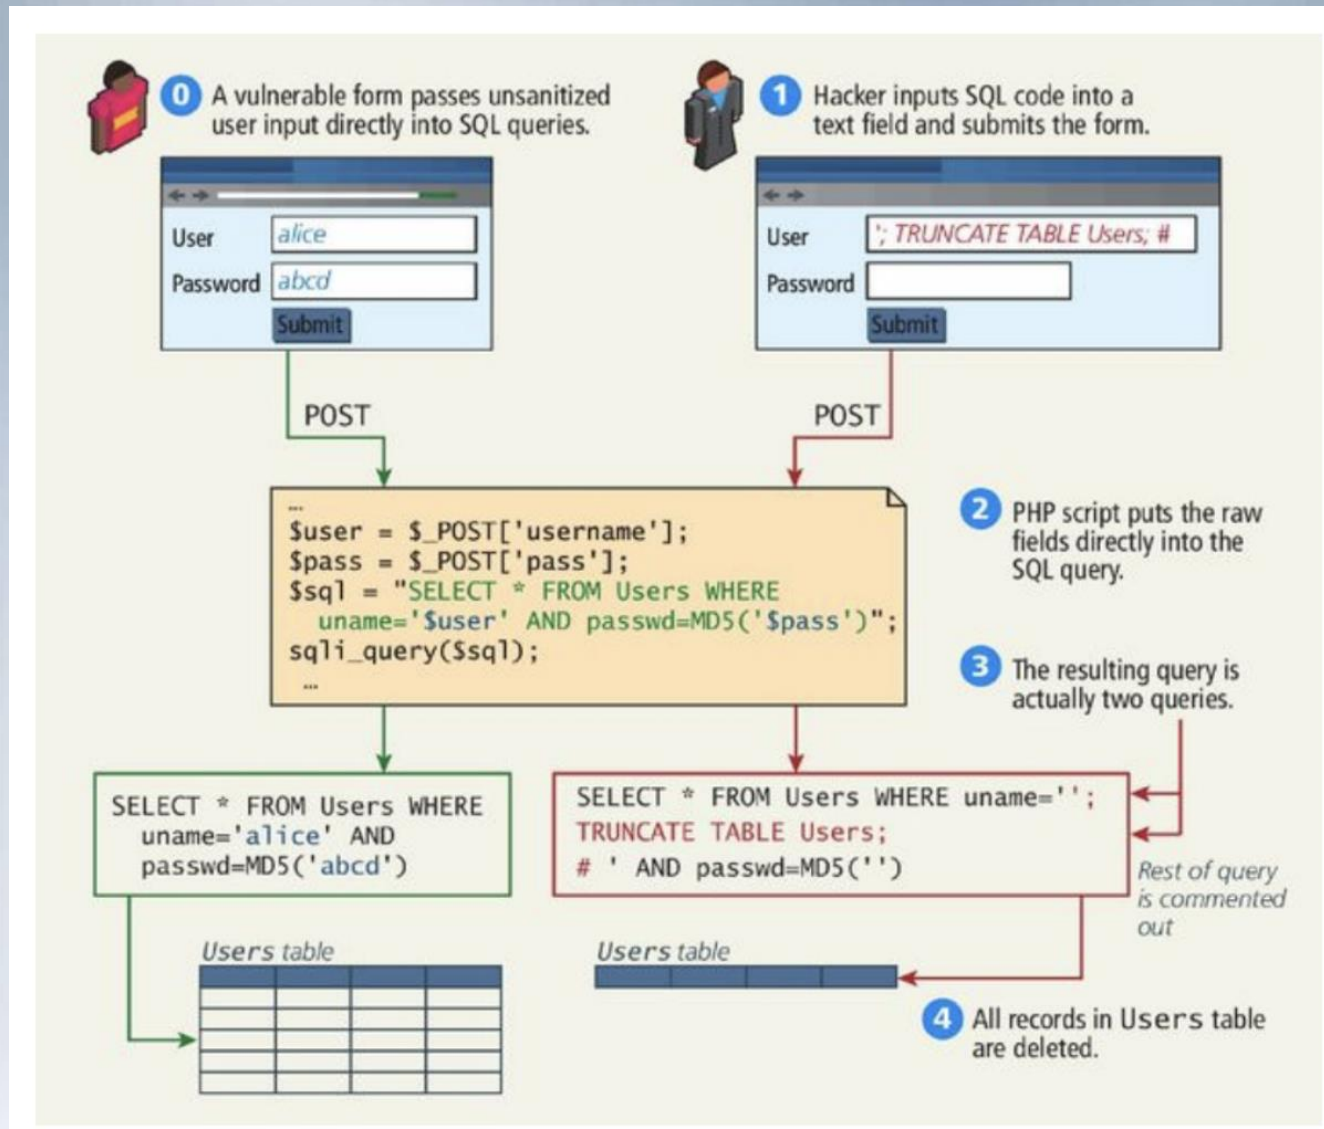 0 A vulnerable form passes unsanitized
user input directly into SQL queries.
User alice
Password abcd
Submit
POST
1 Hacker inputs SQL code into a
text field and submits the form.
User '; TRUNCATE TABLE Users; #
Password
Submit
POST
…
$user = $_POST['username'];
$pass = $_POST['pass'];
$sql = "SELECT * FROM Users WHERE
uname='$user' AND passwd=MD5('$pass')";
sqli_query($sql);
…
2 PHP script puts the raw
fields directly into the
SQL query.
3 The resulting query is
actually two queries.
SELECT * FROM Users WHERE
uname='alice' AND
passwd=MD5('abcd')
SELECT * FROM Users WHERE uname='';
TRUNCATE TABLE Users;
# ' AND passwd=MD5('')
Rest of query
is commented
out
Users table
Users table
4 All records in Users table
are deleted.